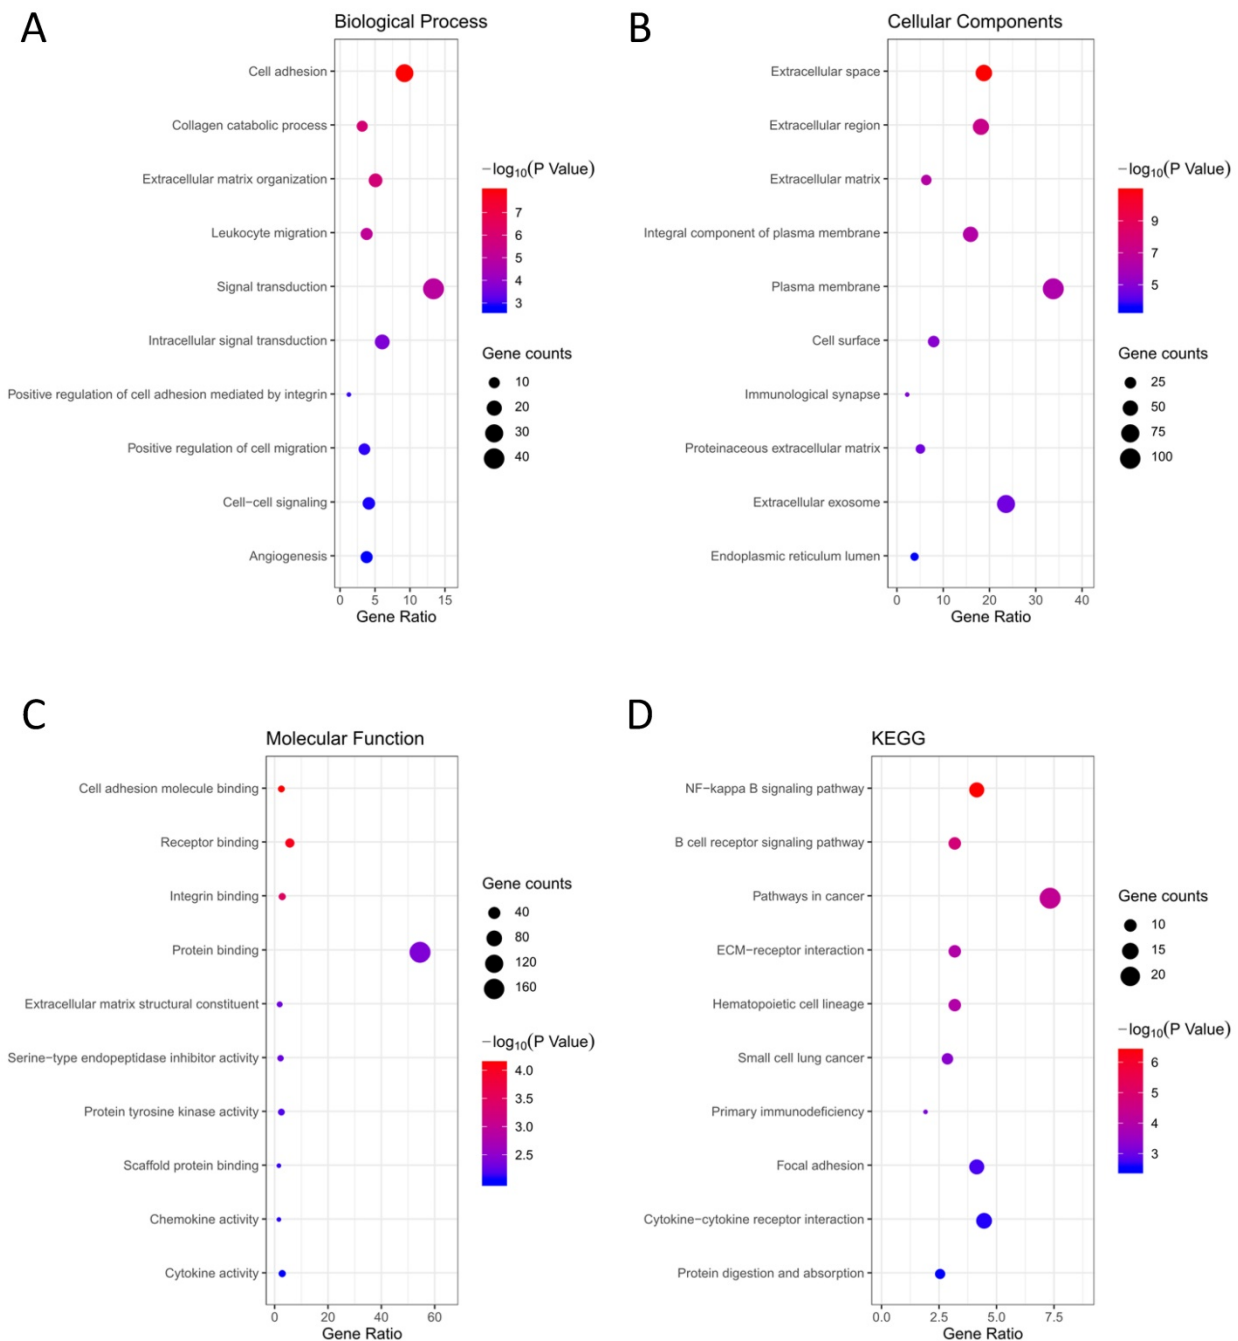 A
Biological Process
Cell adhesion
Collagen catabolic process
Extracellular matrix organization
Leukocyte migration
Signal transduction
Intracellular signal transduction
Positive regulation of cell adhesion mediated by integrin
Positive regulation of cell migration
Cell−cell signaling
Angiogenesis
0 5 10 15
Gene Ratio
−log10(P Value)
7
6
5
4
3
Gene counts
10
20
30
40
B
Cellular Components
Extracellular space
Extracellular region
Extracellular matrix
Integral component of plasma membrane
Plasma membrane
Cell surface
Immunological synapse
Proteinaceous extracellular matrix
Extracellular exosome
Endoplasmic reticulum lumen
0 10 20 30 40
Gene Ratio
−log10(P Value)
9
7
5
Gene counts
25
50
75
100
C
Molecular Function
Cell adhesion molecule binding
Receptor binding
Integrin binding
Protein binding
Extracellular matrix structural constituent
Serine−type endopeptidase inhibitor activity
Protein tyrosine kinase activity
Scaffold protein binding
Chemokine activity
Cytokine activity
0 20 40 60
Gene Ratio
Gene counts
40
80
120
160
−log10(P Value)
4.0
3.5
3.0
2.5
D
KEGG
NF−kappa B signaling pathway
B cell receptor signaling pathway
Pathways in cancer
ECM−receptor interaction
Hematopoietic cell lineage
Small cell lung cancer
Primary immunodeficiency
Focal adhesion
Cytokine−cytokine receptor interaction
Protein digestion and absorption
0.0 2.5 5.0 7.5
Gene Ratio
Gene counts
10
15
20
−log10(P Value)
6
5
4
3